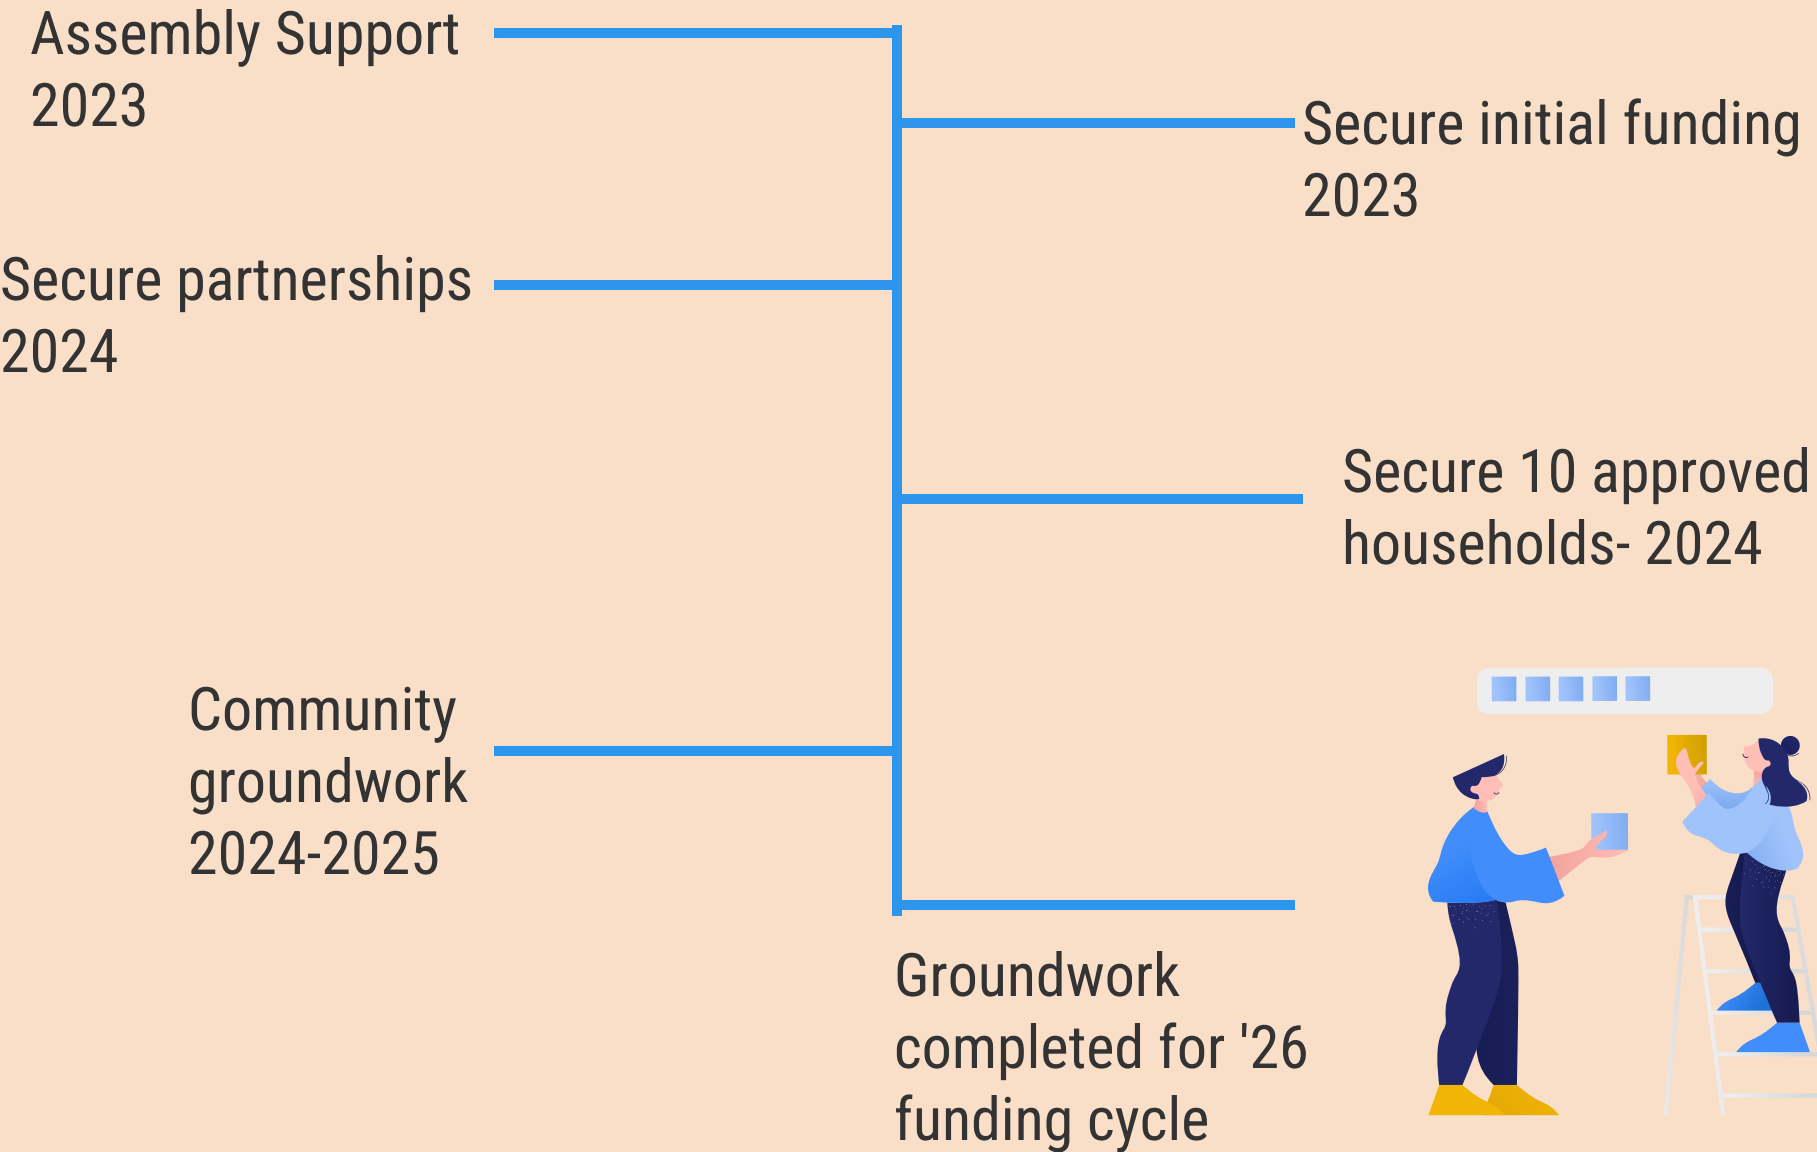 Assembly Support
2023
Secure initial funding
2023
Secure partnerships
2024
Secure 10 approved
households- 2024
Community
groundwork
2024-2025
Groundwork
completed for '26
funding cycle